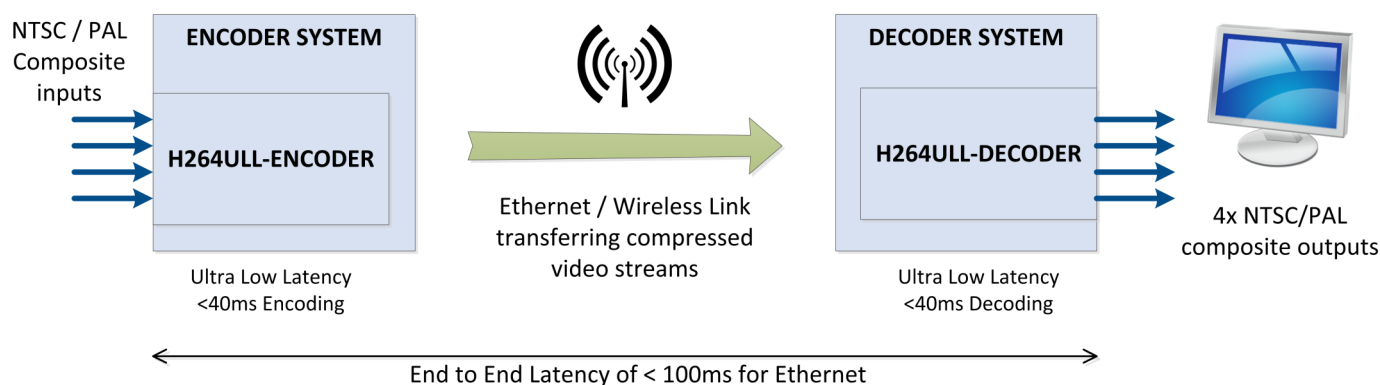 NTSC / PAL
Composite
inputs
ENCODER SYSTEM
H264ULL-ENCODER
Ultra Low Latency
<40ms Encoding
Ethernet / Wireless Link
transferring compressed
video streams
DECODER SYSTEM
H264ULL-DECODER
Ultra Low Latency
<40ms Decoding
4x NTSC/PAL
composite outputs
End to End Latency of < 100ms for Ethernet